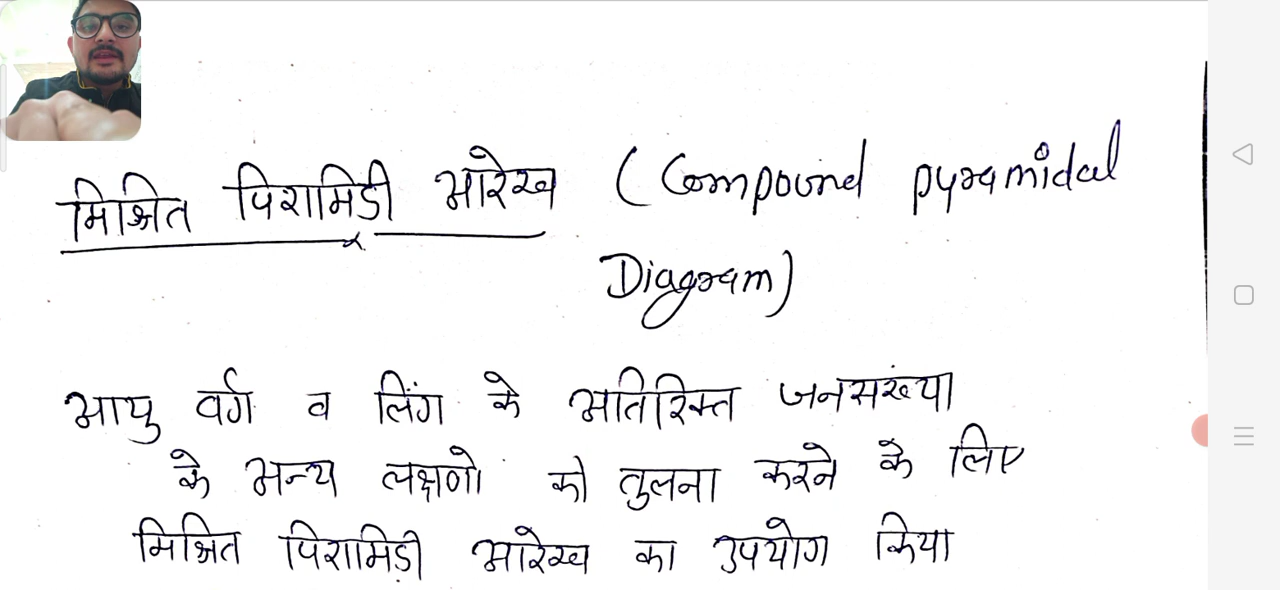 मिश्रित पिरामिडी आरेख (Compound pyramidal
Diagram)
आयु वर्ग व लिंग के अतिरिक्त जनसंख्या
के अन्य लक्षणो को तुलना करने के लिए
मिश्रित पिरामिडी आरेख का उपयोग किया